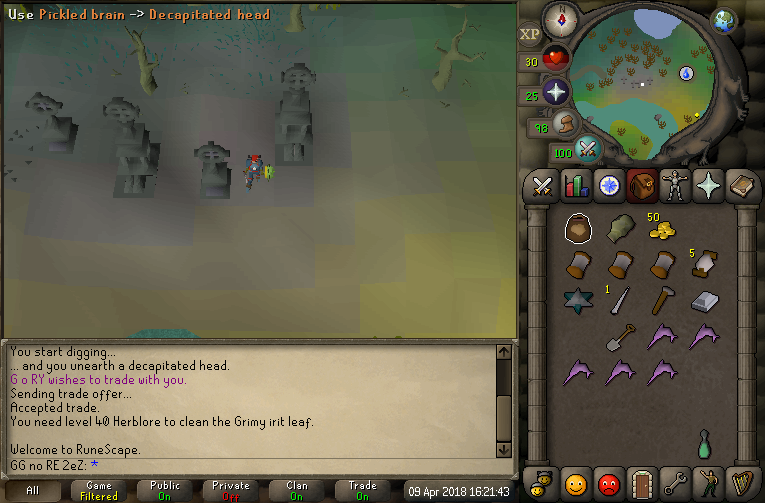 Use Pickled brain -> Decapitated head
XP
30
25
98
100
50
5
1
You start digging...
... and you unearth a decapitated head.
G o RY wishes to trade with you.
Sending trade offer...
Accepted trade.
You need level 40 Herblore to clean the Grimy irit leaf.
Welcome to RuneScape.
GG no RE 2eZ: *
All
Game
Filtered
Public
On
Private
Off
Clan
On
Trade
On
09 Apr 2018 16:21:43